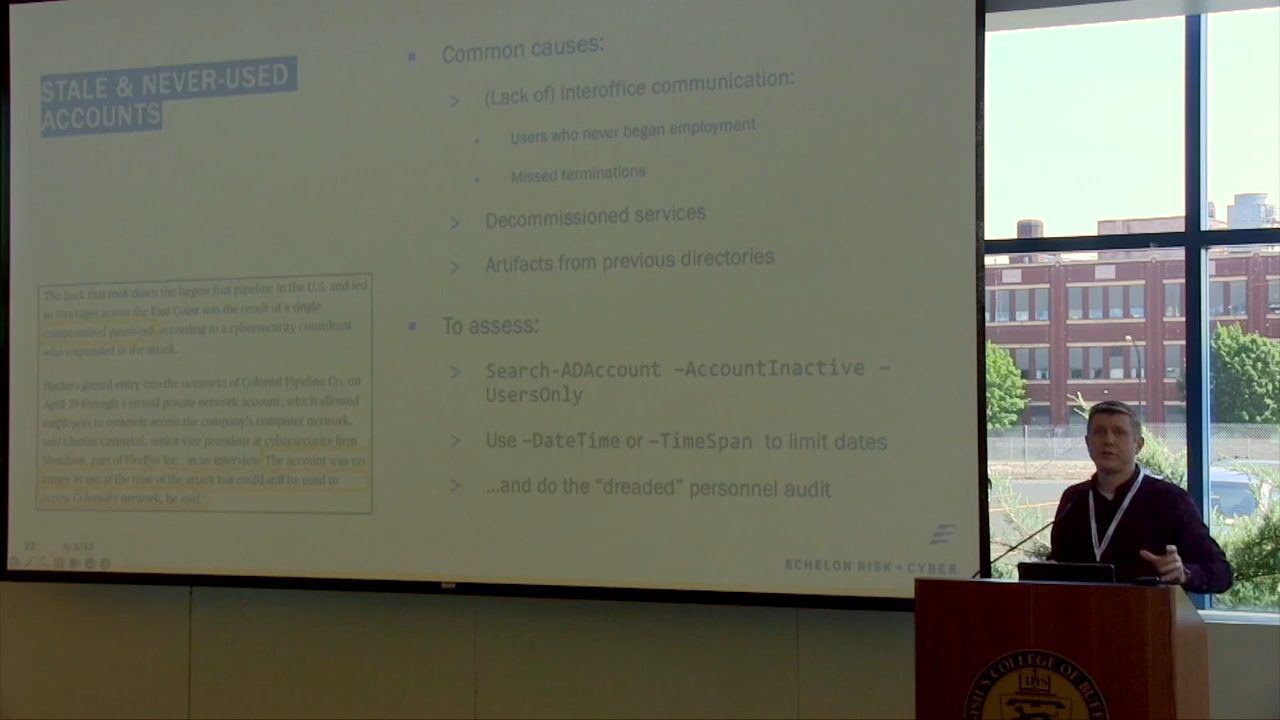 STALE & NEVER-USED
ACCOUNTS
The hack that took down the largest fuel pipeline in the U.S. and led
to shortages across the East Coast was the result of a single
compromised password, according to a cybersecurity consultant
who responded to the attack.
Hackers gained entry into the networks of Colonial Pipeline Co. on
April 29 through a virtual private network account, which allowed
employees to remotely access the company's computer network,
said Charles Carmakal, senior vice president at cybersecurity firm
Mandiant, part of FireEye Inc., in an interview. The account was no
longer in use at the time of the attack but could still be used to
access Colonial's network, he said.
▪ Common causes:
> (Lack of) interoffice communication:
• Users who never began employment
• Missed terminations
> Decommissioned services
> Artifacts from previous directories
▪ To assess:
> Search-ADAccount –AccountInactive –
UsersOnly
> Use –DateTime or –TimeSpan to limit dates
> ...and do the “dreaded” personnel audit
12
ECHELON RISK + CYBER
COLLEGE OF
IHS